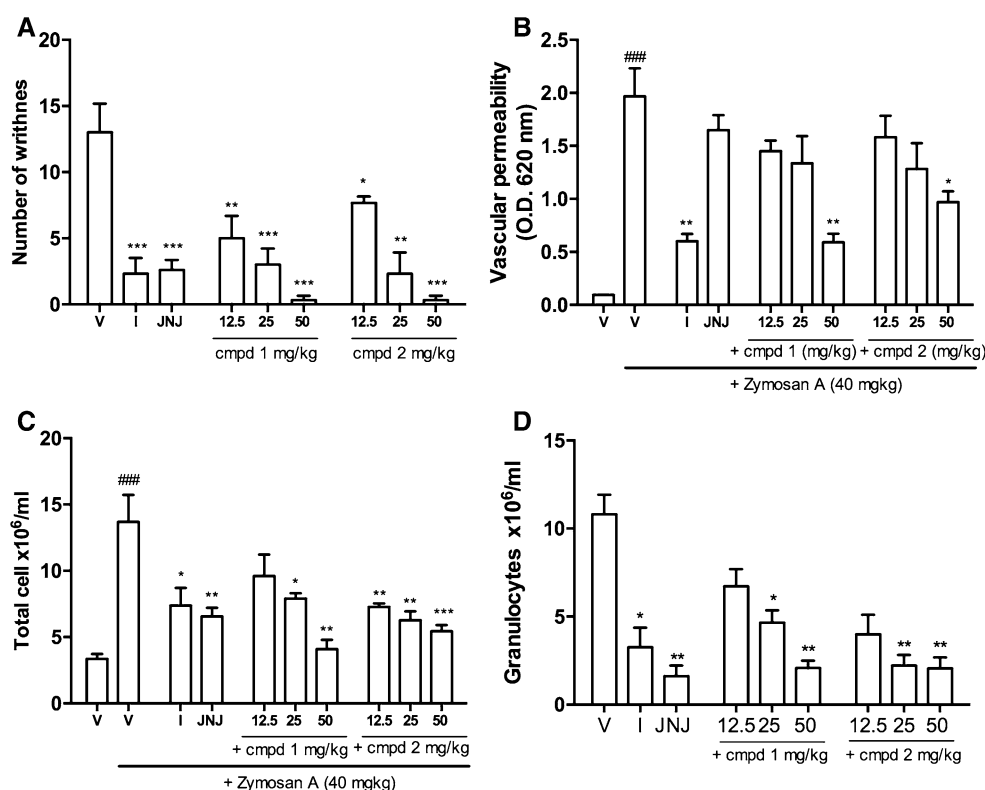 A
20
15
10
5
0
Number of writhnes
***
***
**
***
***
*
**
***
V I JNJ 12.5 25 50 12.5 25 50
cmpd 1 mg/kg cmpd 2 mg/kg
B
2.5
2.0
1.5
1.0
0.5
0.0
Vascular permeability
(O.D. 620 nm)
###
**
**
*
V V I JNJ 12.5 25 50 12.5 25 50
+ cmpd 1 (mg/kg) + cmpd 2 (mg/kg)
+ Zymosan A (40 mgkg)
C
20
15
10
5
0
Total cell x10⁶/ml
###
*
**
*
**
**
**
***
V V I JNJ 12.5 25 50 12.5 25 50
+ cmpd 1 mg/kg + cmpd 2 mg/kg
+ Zymosan A (40 mgkg)
D
15
10
5
0
Granulocytes x10⁶/ml
*
**
*
**
**
**
V I JNJ 12.5 25 50 12.5 25 50
+ cmpd 1 mg/kg + cmpd 2 mg/kg